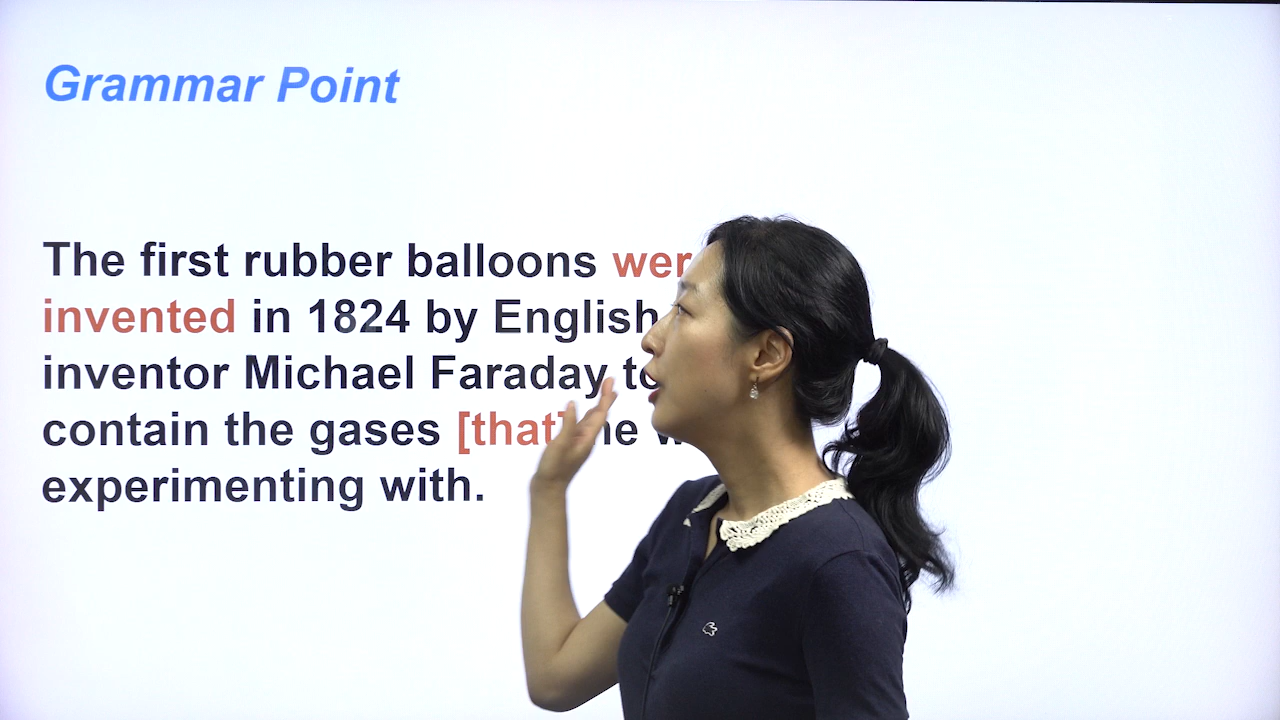 Grammar Point
The first rubber balloons
invented in 1824 by English
inventor Michael Faraday to
contain the gases [that]
experimenting with.